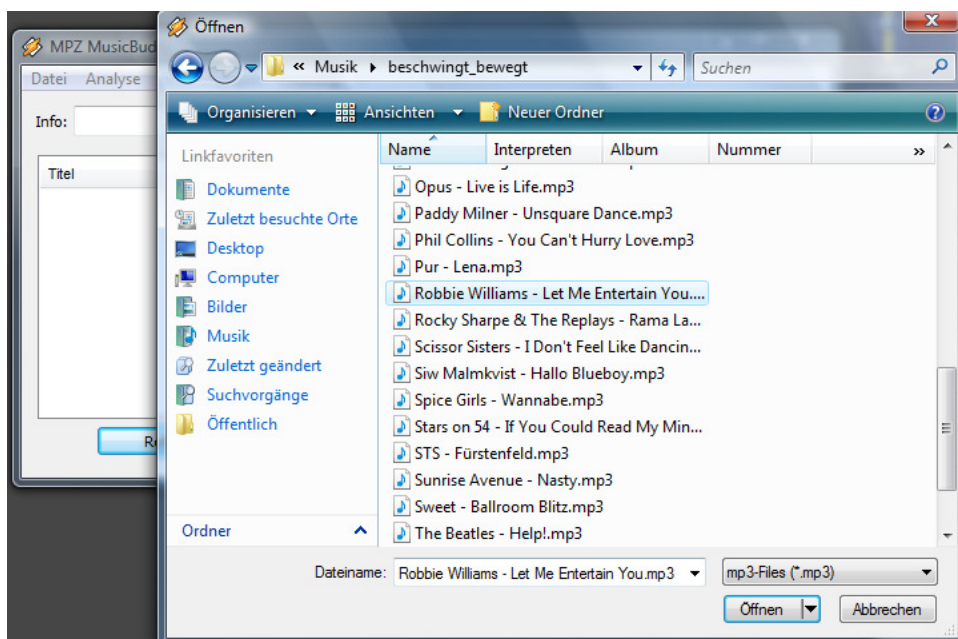 MPZ MusicBud
Datei Analyse
Info:
Titel
Öffnen
« Musik ▸ beschwingt_bewegt
Suchen
Organisieren Ansichten Neuer Ordner
Linkfavoriten
Dokumente
Zuletzt besuchte Orte
Desktop
Computer
Bilder
Musik
Zuletzt geändert
Suchvorgänge
Öffentlich
Ordner
Name Interpreten Album Nummer »
Opus - Live is Life.mp3
Paddy Milner - Unsquare Dance.mp3
Phil Collins - You Can't Hurry Love.mp3
Pur - Lena.mp3
Robbie Williams - Let Me Entertain You....
Rocky Sharpe & The Replays - Rama La...
Scissor Sisters - I Don't Feel Like Dancin...
Siw Malmkvist - Hallo Blueboy.mp3
Spice Girls - Wannabe.mp3
Stars on 54 - If You Could Read My Min...
STS - Fürstenfeld.mp3
Sunrise Avenue - Nasty.mp3
Sweet - Ballroom Blitz.mp3
The Beatles - Help!.mp3
Dateiname: Robbie Williams - Let Me Entertain You.mp3
mp3-Files (*.mp3)
Öffnen Abbrechen